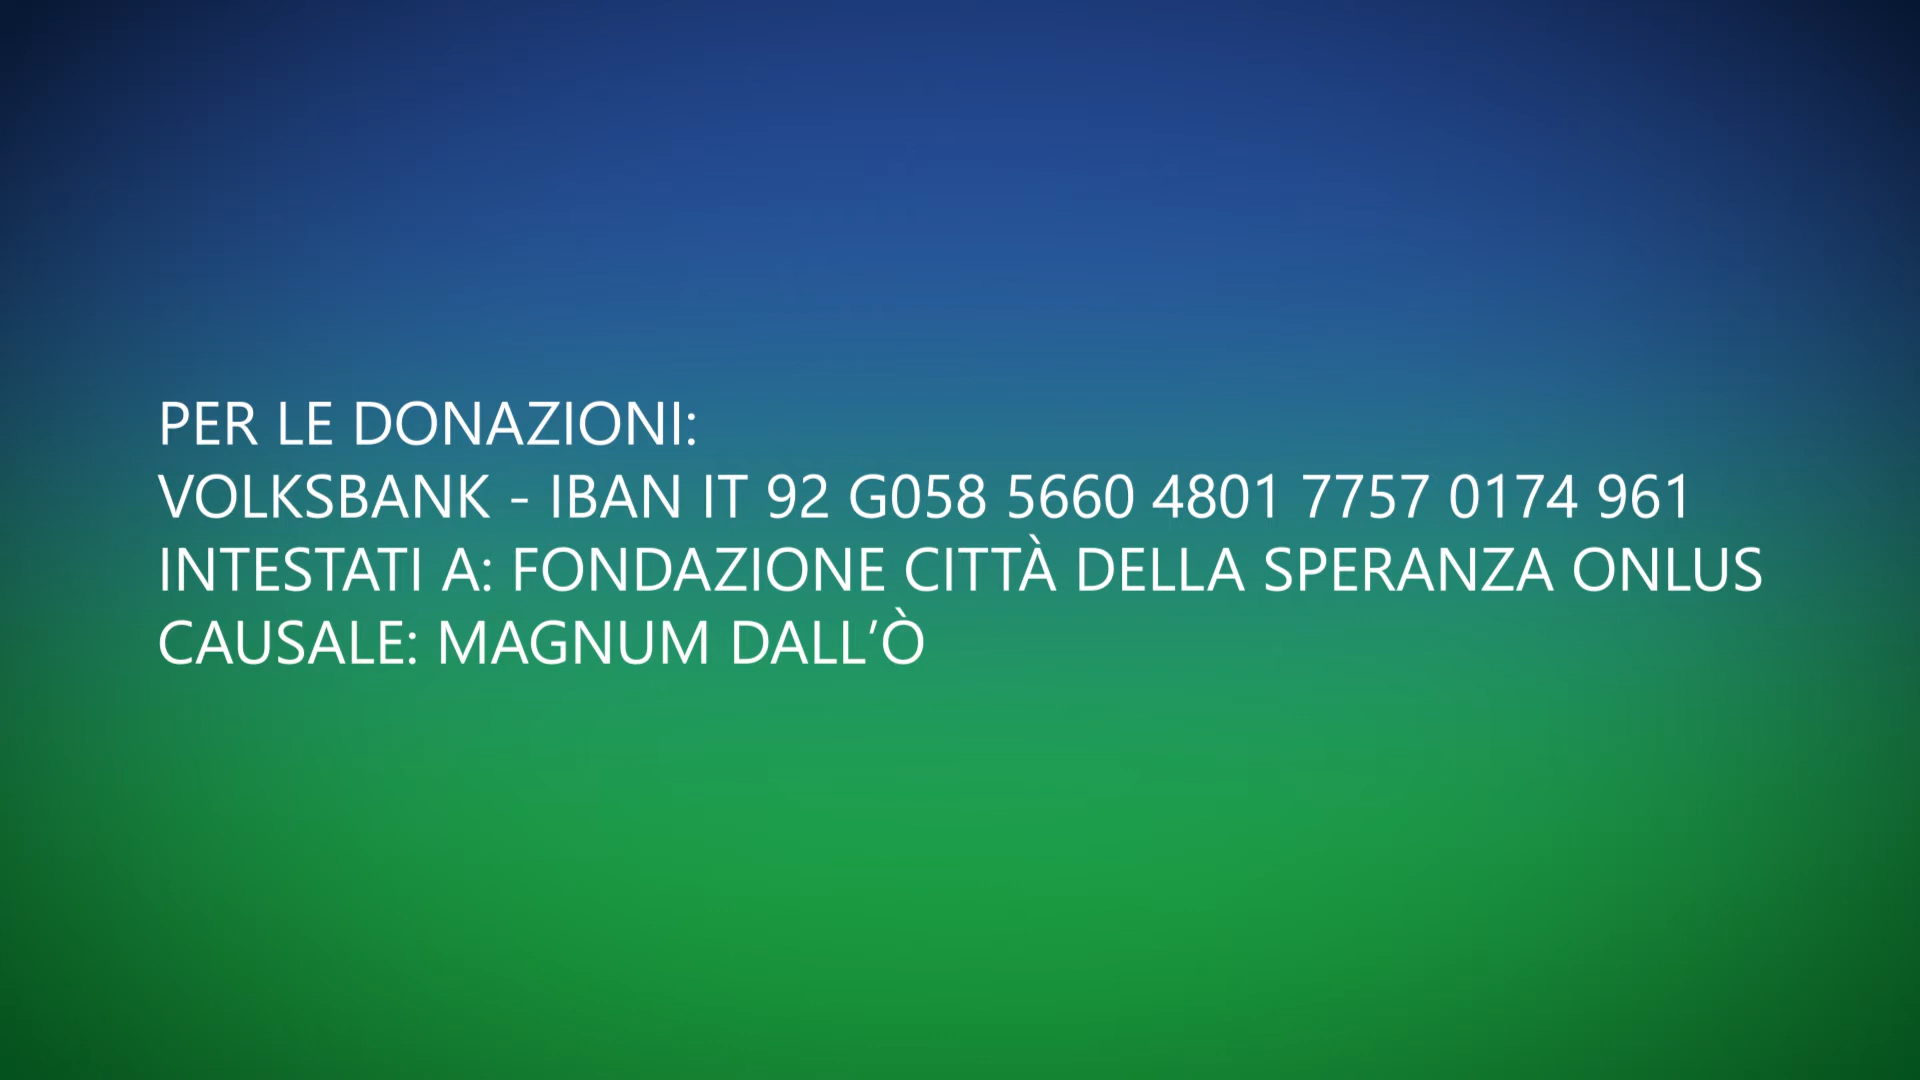 PER LE DONAZIONI:
VOLKSBANK - IBAN IT 92 G058 5660 4801 7757 0174 961
INTESTATI A: FONDAZIONE CITTÀ DELLA SPERANZA ONLUS
CAUSALE: MAGNUM DALL’Ò